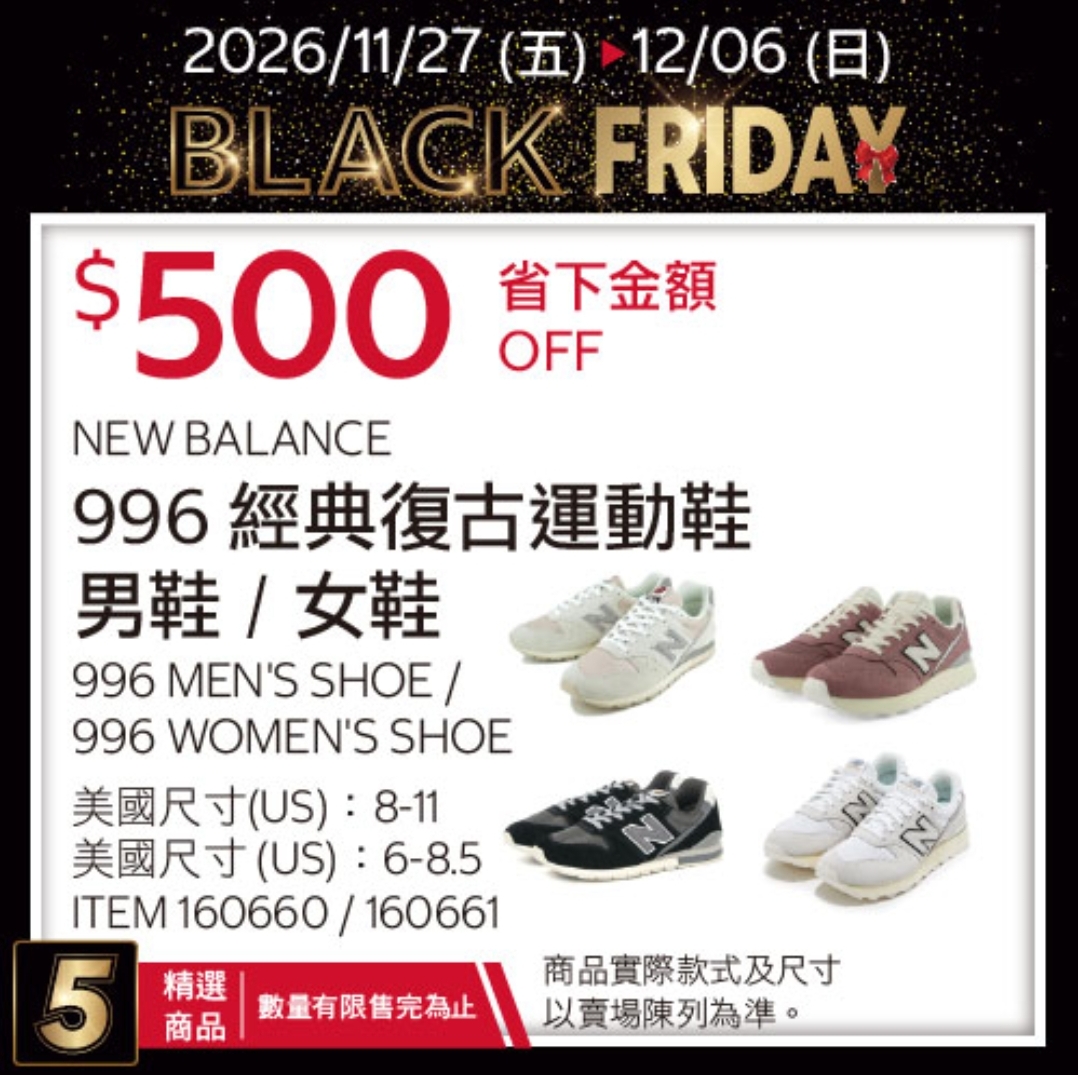 2026/11/27 (五)▶12/06 (日)
BLACK FRIDAY
$500 省下金額
OFF
NEW BALANCE
996 經典復古運動鞋
男鞋 / 女鞋
996 MEN'S SHOE /
996 WOMEN'S SHOE
美國尺寸(US)：8-11
美國尺寸 (US)：6-8.5
ITEM 160660 / 160661
5
精選
商品
數量有限售完為止
商品實際款式及尺寸
以賣場陳列為準。